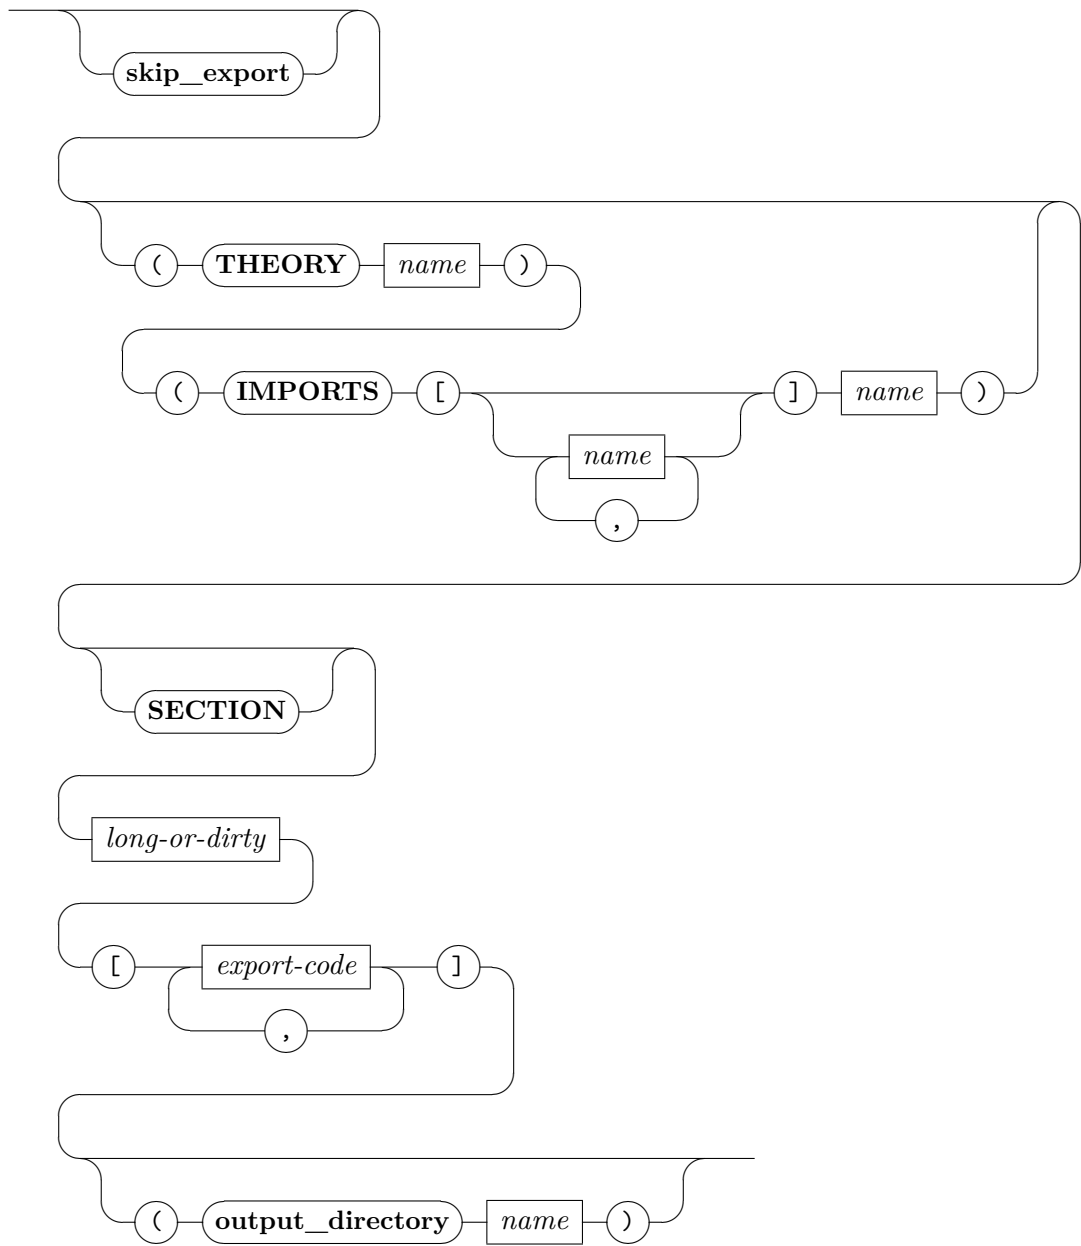 skip_export
( THEORY name )
( IMPORTS [ ] name )
name
,
SECTION
long-or-dirty
[ export-code ]
,
( output_directory name )